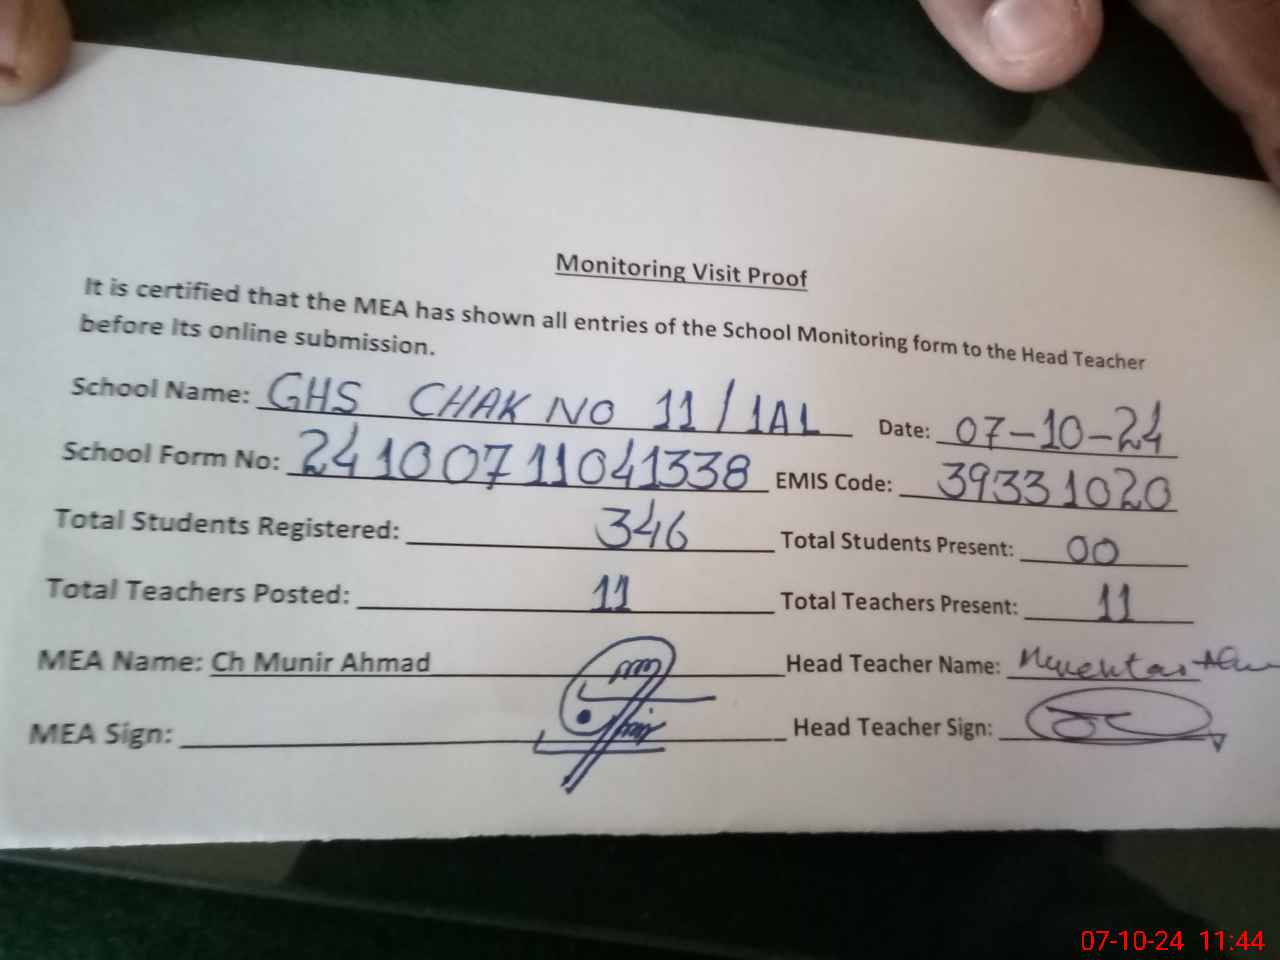 Monitoring Visit Proof
It is certified that the MEA has shown all entries of the School Monitoring form to the Head Teacher
before Its online submission.
School Name: GHS CHAK NO 11/1AL Date: 07-10-24
School Form No: 24100711041338 EMIS Code: 39331020
Total Students Registered: 346 Total Students Present: 00
Total Teachers Posted: 11 Total Teachers Present: 11
MEA Name: Ch Munir Ahmad Head Teacher Name:
MEA Sign: Head Teacher Sign:
07-10-24 11:44